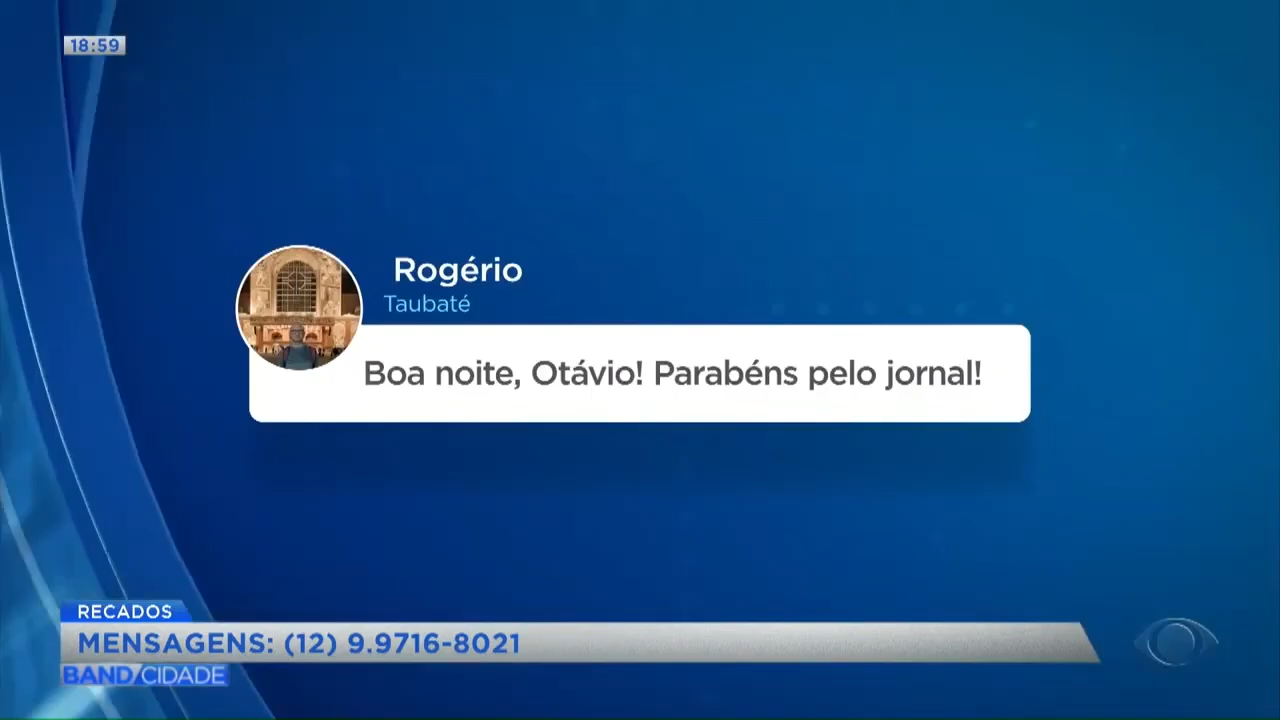 18:59
Rogério
Taubaté
Boa noite, Otávio! Parabéns pelo jornal!
RECADOS
MENSAGENS: (12) 9.9716-8021
BAND/CIDADE